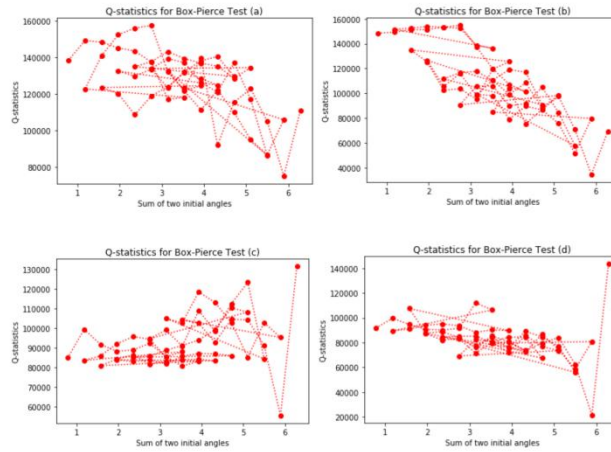 Q-statistics for Box-Pierce Test (a)
160000
140000
120000
100000
80000
Q-statistics
1 2 3 4 5 6
Sum of two initial angles
Q-statistics for Box-Pierce Test (b)
160000
140000
120000
100000
80000
60000
40000
Q-statistics
1 2 3 4 5 6
Sum of two initial angles
Q-statistics for Box-Pierce Test (c)
130000
120000
110000
100000
90000
80000
70000
60000
Q-statistics
1 2 3 4 5 6
Sum of two initial angles
Q-statistics for Box-Pierce Test (d)
140000
120000
100000
80000
60000
40000
20000
Q-statistics
1 2 3 4 5 6
Sum of two initial angles